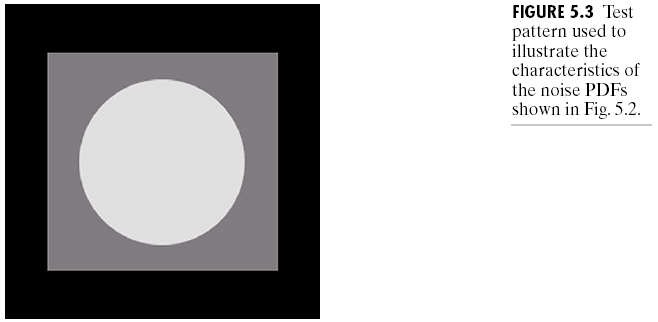 FIGURE 5.3 Test
pattern used to
illustrate the
characteristics of
the noise PDFs
shown in Fig. 5.2.